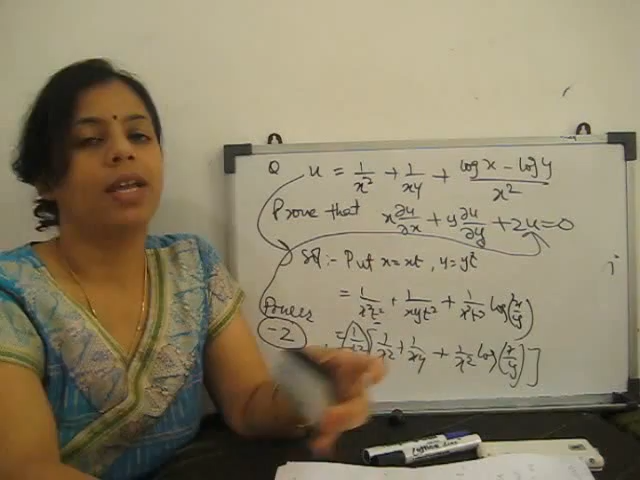 Q u = 1/x² + 1/xy + (log x - log y)/x²
Prove that x ∂u/∂x + y ∂u/∂y + 2u = 0
Sol :- Put x = xt, y = yt
= 1/x²t² + 1/xyt² + 1/x²t² log(x/y)
Power
-2
= (1/t²) [1/x² + 1/xy + 1/x² log(x/y)]